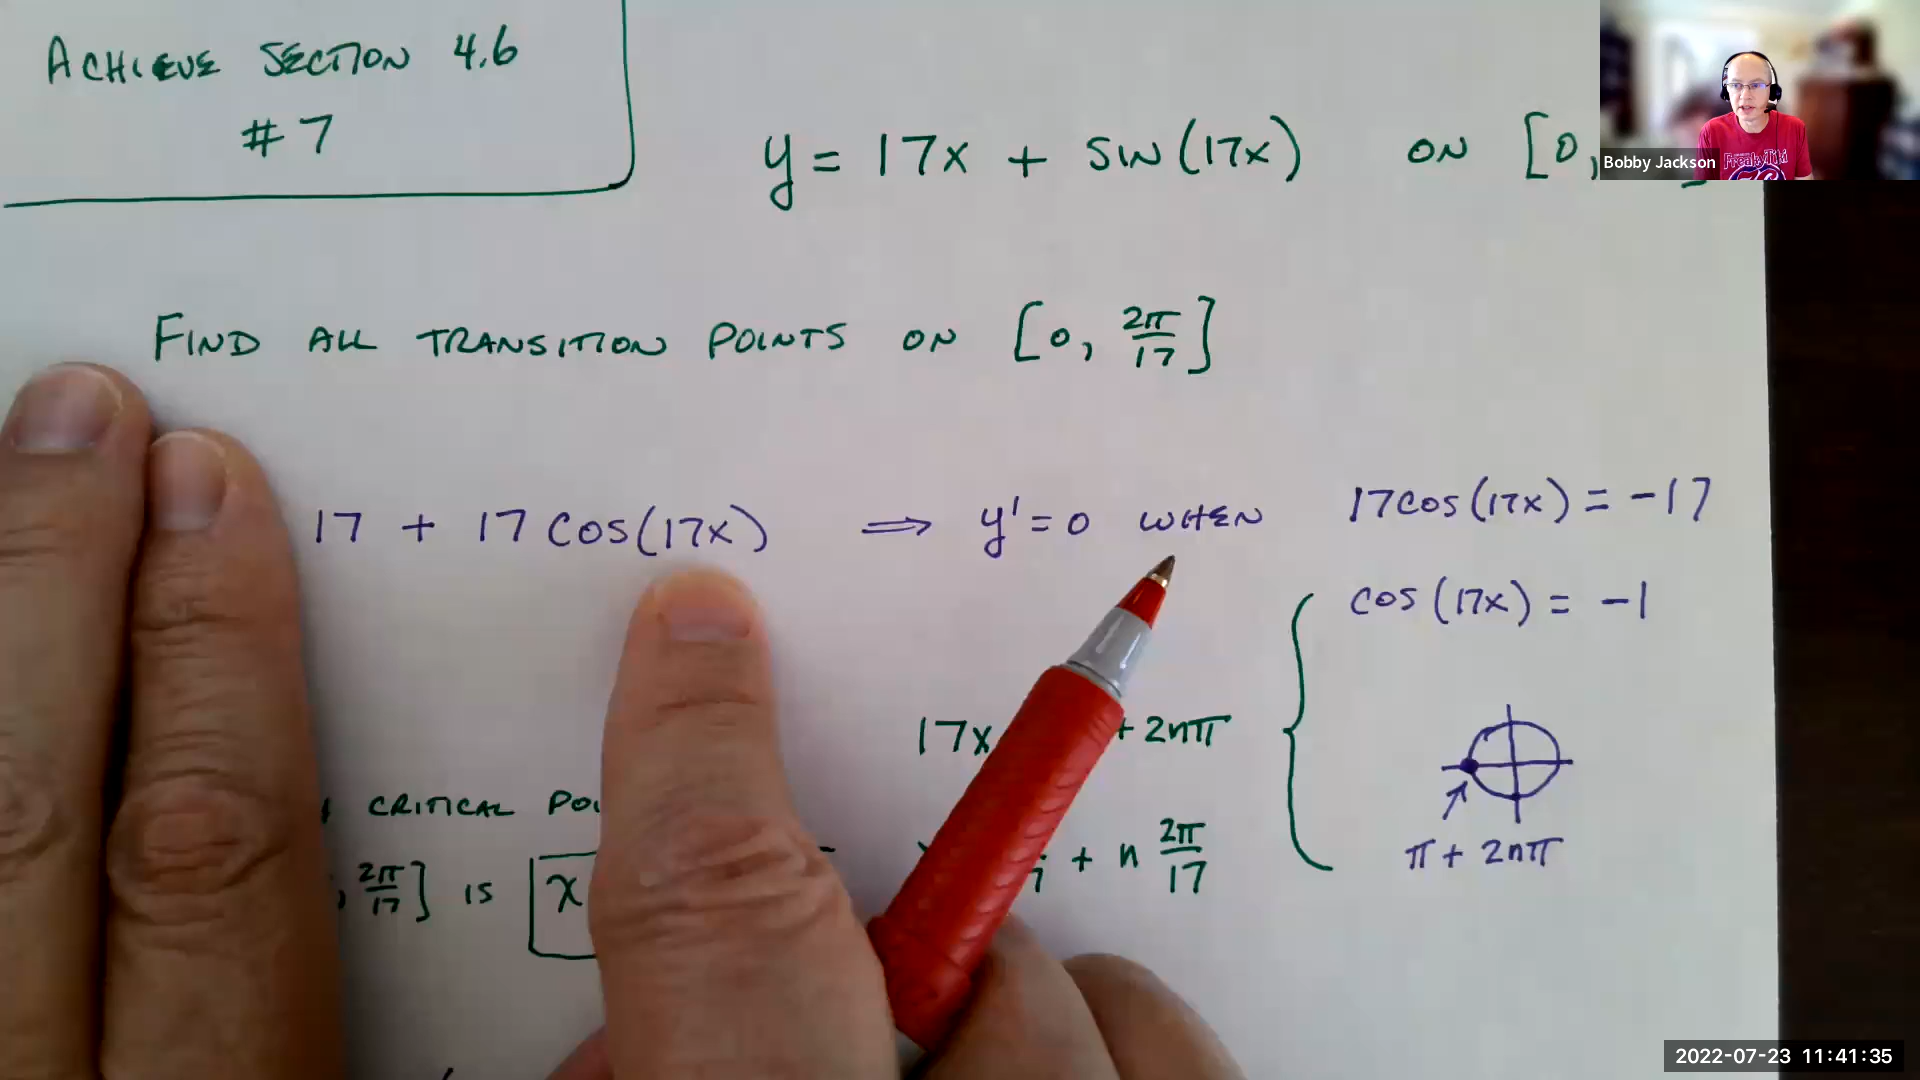 ACHIEVE SECTION 4.6
# 7
y = 17x + SIN(17x) ON [0,
Bobby Jackson
FIND ALL TRANSITION POINTS ON [0, 2π/17]
17 + 17 COS(17x) ⟹ y' = 0 WHEN 17COS(17x) = -17
COS(17x) = -1
17x + 2nπ
CRITICAL
+ n 2π/17
π + 2nπ
, 2π/17] IS x
2022-07-23 11:41:35